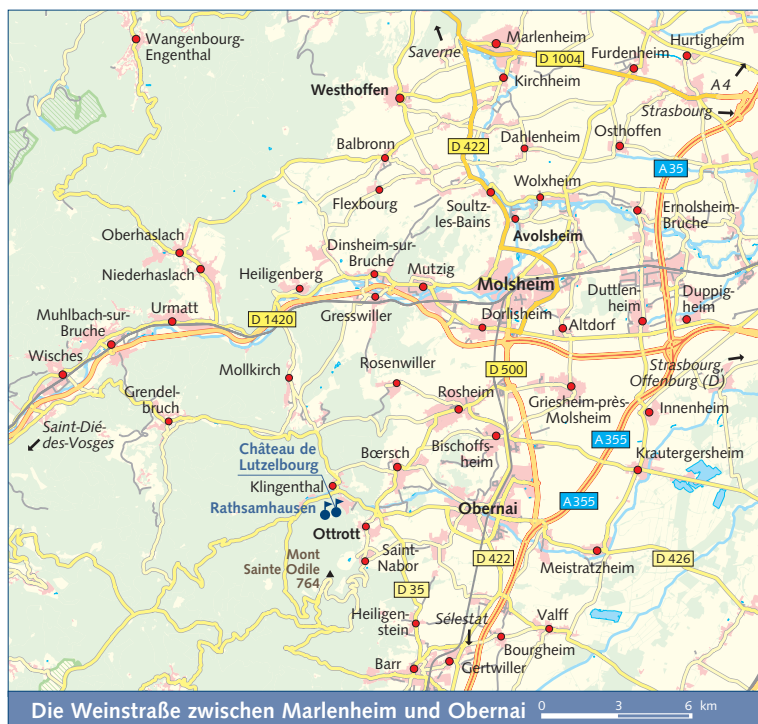 Wangenbourg-
Engenthal
Saverne
Marlenheim
D 1004
Hurtigheim
Furdenheim
A 4
Kirchheim
Westhoffen
Strasbourg
Balbronn
D 422
Dahlenheim
Osthoffen
A 35
Flexbourg
Soultz-
les-Bains
Wolxheim
Ernolsheim-
Bruche
Avolsheim
Oberhaslach
Niederhaslach
Dinsheim-sur-
Bruche
Heiligenberg
Mutzig
Molsheim
Duttlen-
heim
Duppig-
heim
Muhlbach-sur-
Bruche
Urmatt
D 1420
Gresswiller
Dorlisheim
Altdorf
Wisches
Mollkirch
Rosenwiller
D 500
Strasbourg,
Offenburg (D)
Grendel-
bruch
Rosheim
Griesheim-près-
Molsheim
Innenheim
Saint-Dié-
des-Vosges
Château de
Lutzelbourg
Bœrsch
Bischoffs-
heim
A 355
Krautergersheim
Klingenthal
Rathsamhausen
Obernai
A 355
Ottrott
Mont
Sainte Odile
764
Saint-
Nabor
D 422
Meistratzheim
D 426
D 35
Heiligen-
stein
Sélestat
Valff
Bourgheim
Barr
Gertwiller
Die Weinstraße zwischen Marlenheim und Obernai
0 3 6 km